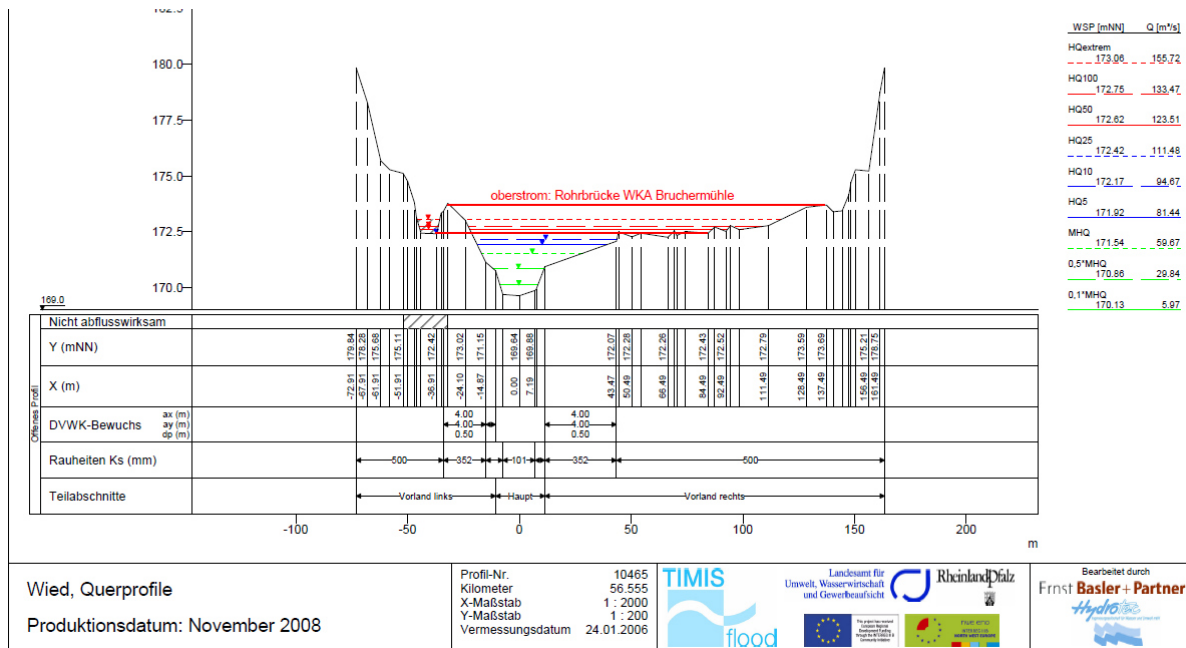 182.5
180.0
177.5
175.0
172.5
170.0
169.0
oberstrom: Rohrbrücke WKA Bruchermühle
WSP [mNN] Q [m³/s]
HQextrem
173.06 155.72
HQ100
172.75 133.47
HQ50
172.62 123.51
HQ25
172.42 111.48
HQ10
172.17 94.67
HQ5
171.92 81.44
MHQ
171.54 59.67
0,5*MHQ
170.86 29.84
0,1*MHQ
170.13 5.97
Offenes Profil
Nicht abflusswirksam
Y (mNN) 179.84 178.28 175.68 175.11 172.42 173.02 171.15 169.64 169.88 172.07 172.28 172.26 172.43 172.52 172.79 173.59 173.69 175.21 178.75
X (m) -72.91 -67.91 -61.91 -51.91 -36.91 -24.10 -14.87 0.00 7.19 43.47 50.49 66.49 84.49 92.49 111.49 128.49 137.49 156.49 161.49
DVWK-Bewuchs
ax (m) 4.00 4.00
ay (m) 4.00 4.00
dp (m) 0.50 0.50
Rauheiten Ks (mm) 500 352 101 352 500
Teilabschnitte Vorland links Haupt Vorland rechts
-100 -50 0 50 100 150 200
m
Wied, Querprofile
Produktionsdatum: November 2008
Profil-Nr. 10465
Kilometer 56.555
X-Maßstab 1 : 2000
Y-Maßstab 1 : 200
Vermessungsdatum 24.01.2006
TIMIS
flood
Landesamt für
Umwelt, Wasserwirtschaft
und Gewerbeaufsicht
RheinlandPfalz
Bearbeitet durch
Ernst Basler + Partner
Hydrotec